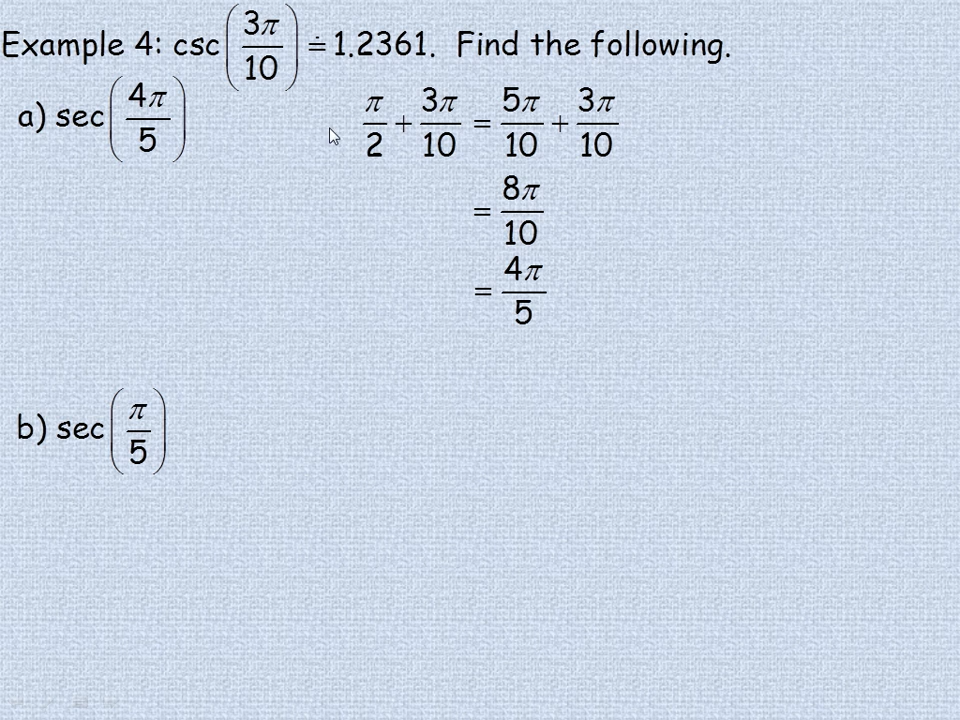 Example 4: csc(3π/10) ≐ 1.2361. Find the following.
a) sec(4π/5)
π/2 + 3π/10 = 5π/10 + 3π/10
= 8π/10
= 4π/5
b) sec(π/5)